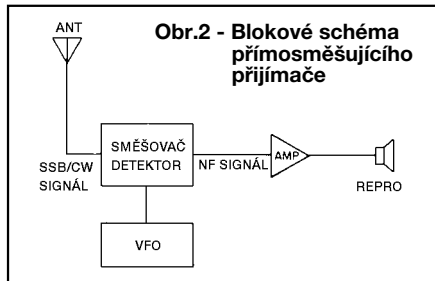 ANT
Obr.2 - Blokové schéma
přímosměšujícího
přijímače
SMĚŠOVAČ
DETEKTOR
SSB/CW
SIGNÁL
NF SIGNÁL
AMP
REPRO
VFO